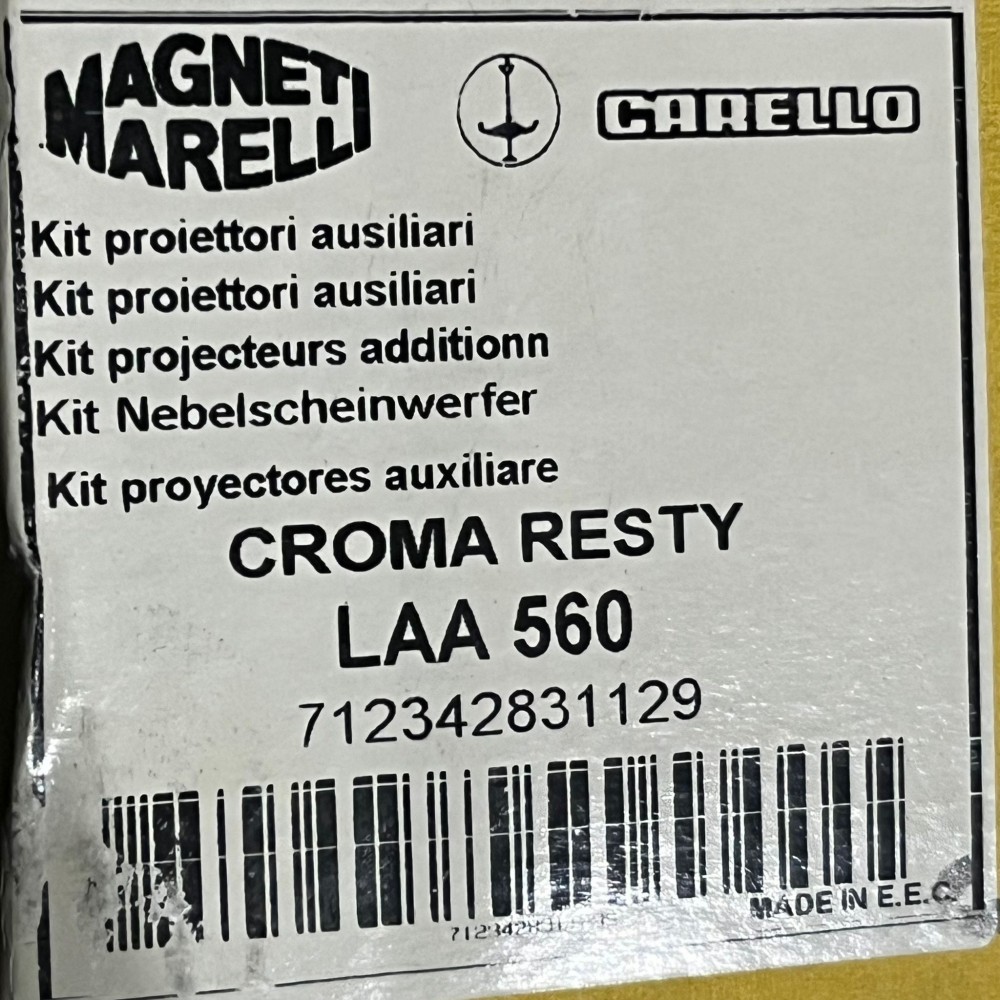 MAGNETI MARELLI
CARELLO
Kit proiettori ausiliari
Kit proiettori ausiliari
Kit projecteurs additionn
Kit Nebelscheinwerfer
Kit proyectores auxiliare
CROMA RESTY
LAA 560
712342831129
MADE IN E.E.C.